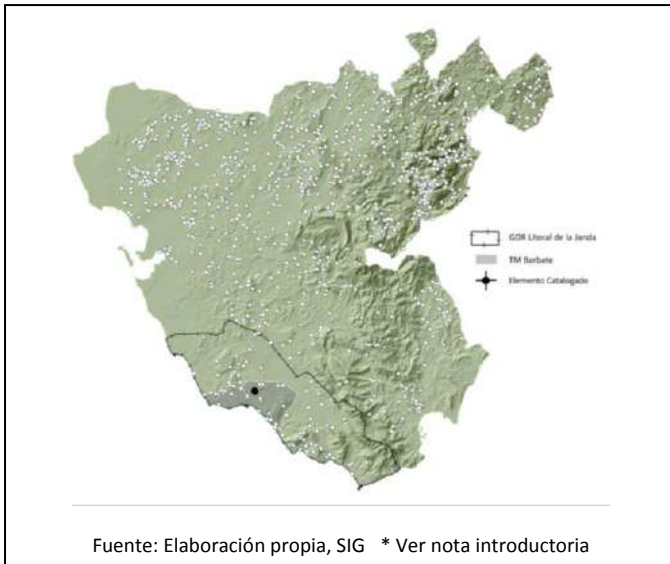 GDR Litoral de la Janda
TM Barbate
Elemento Catalogado
Fuente: Elaboración propia, SIG * Ver nota introductoria